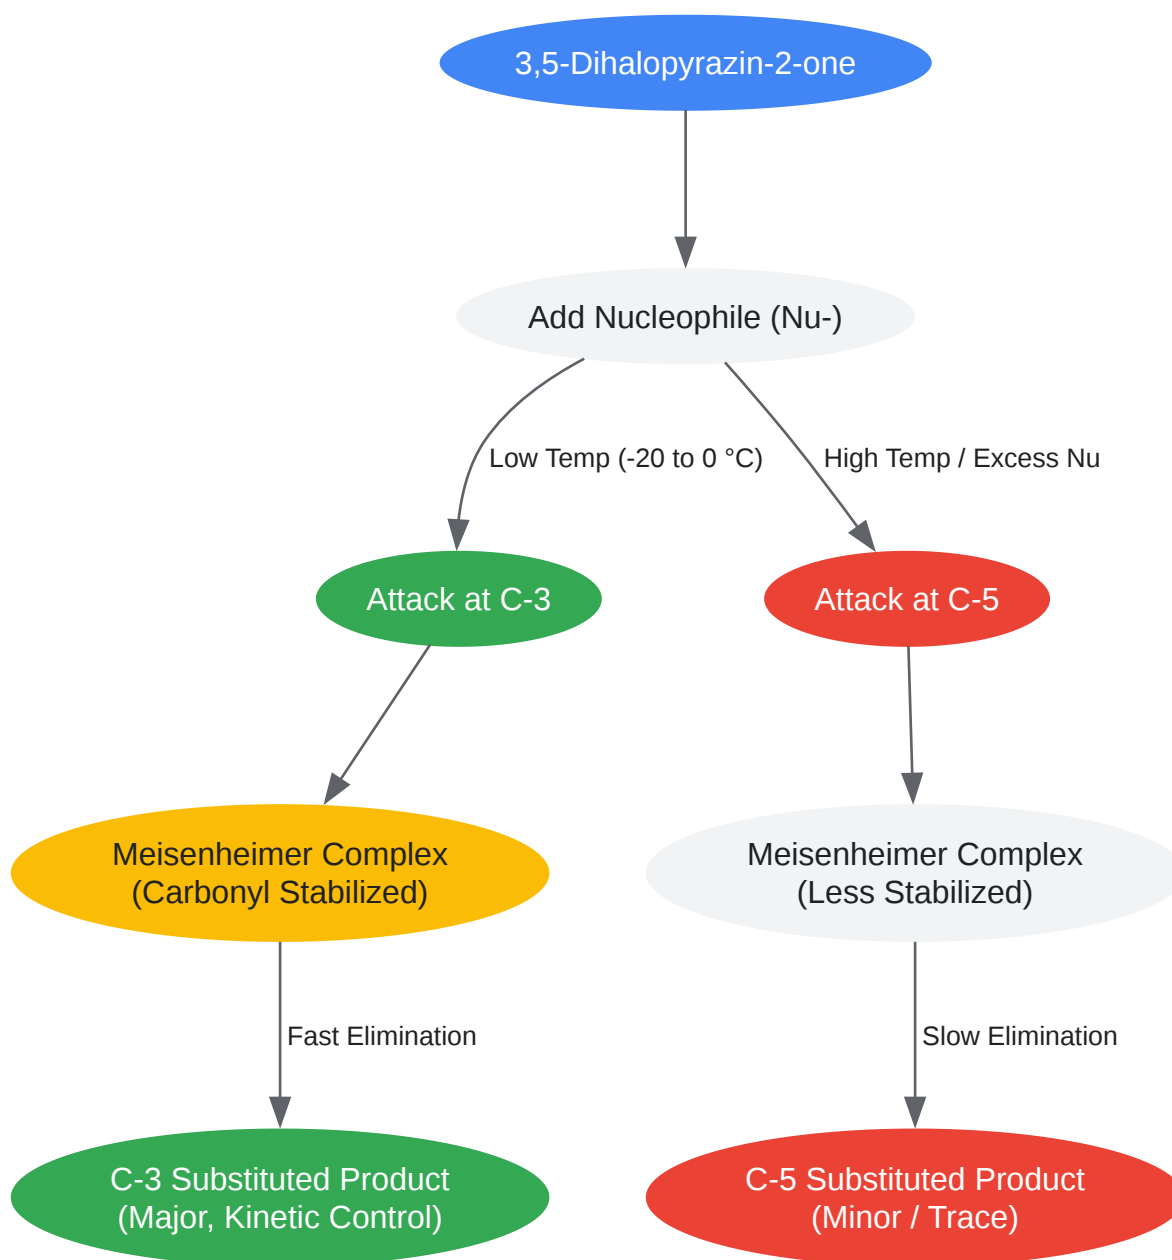 3,5-Dihalopyrazin-2-one
Add Nucleophile (Nu-)
Low Temp (-20 to 0 °C)
High Temp / Excess Nu
Attack at C-3
Attack at C-5
Meisenheimer Complex
(Carbonyl Stabilized)
Meisenheimer Complex
(Less Stabilized)
Fast Elimination
Slow Elimination
C-3 Substituted Product
(Major, Kinetic Control)
C-5 Substituted Product
(Minor / Trace)